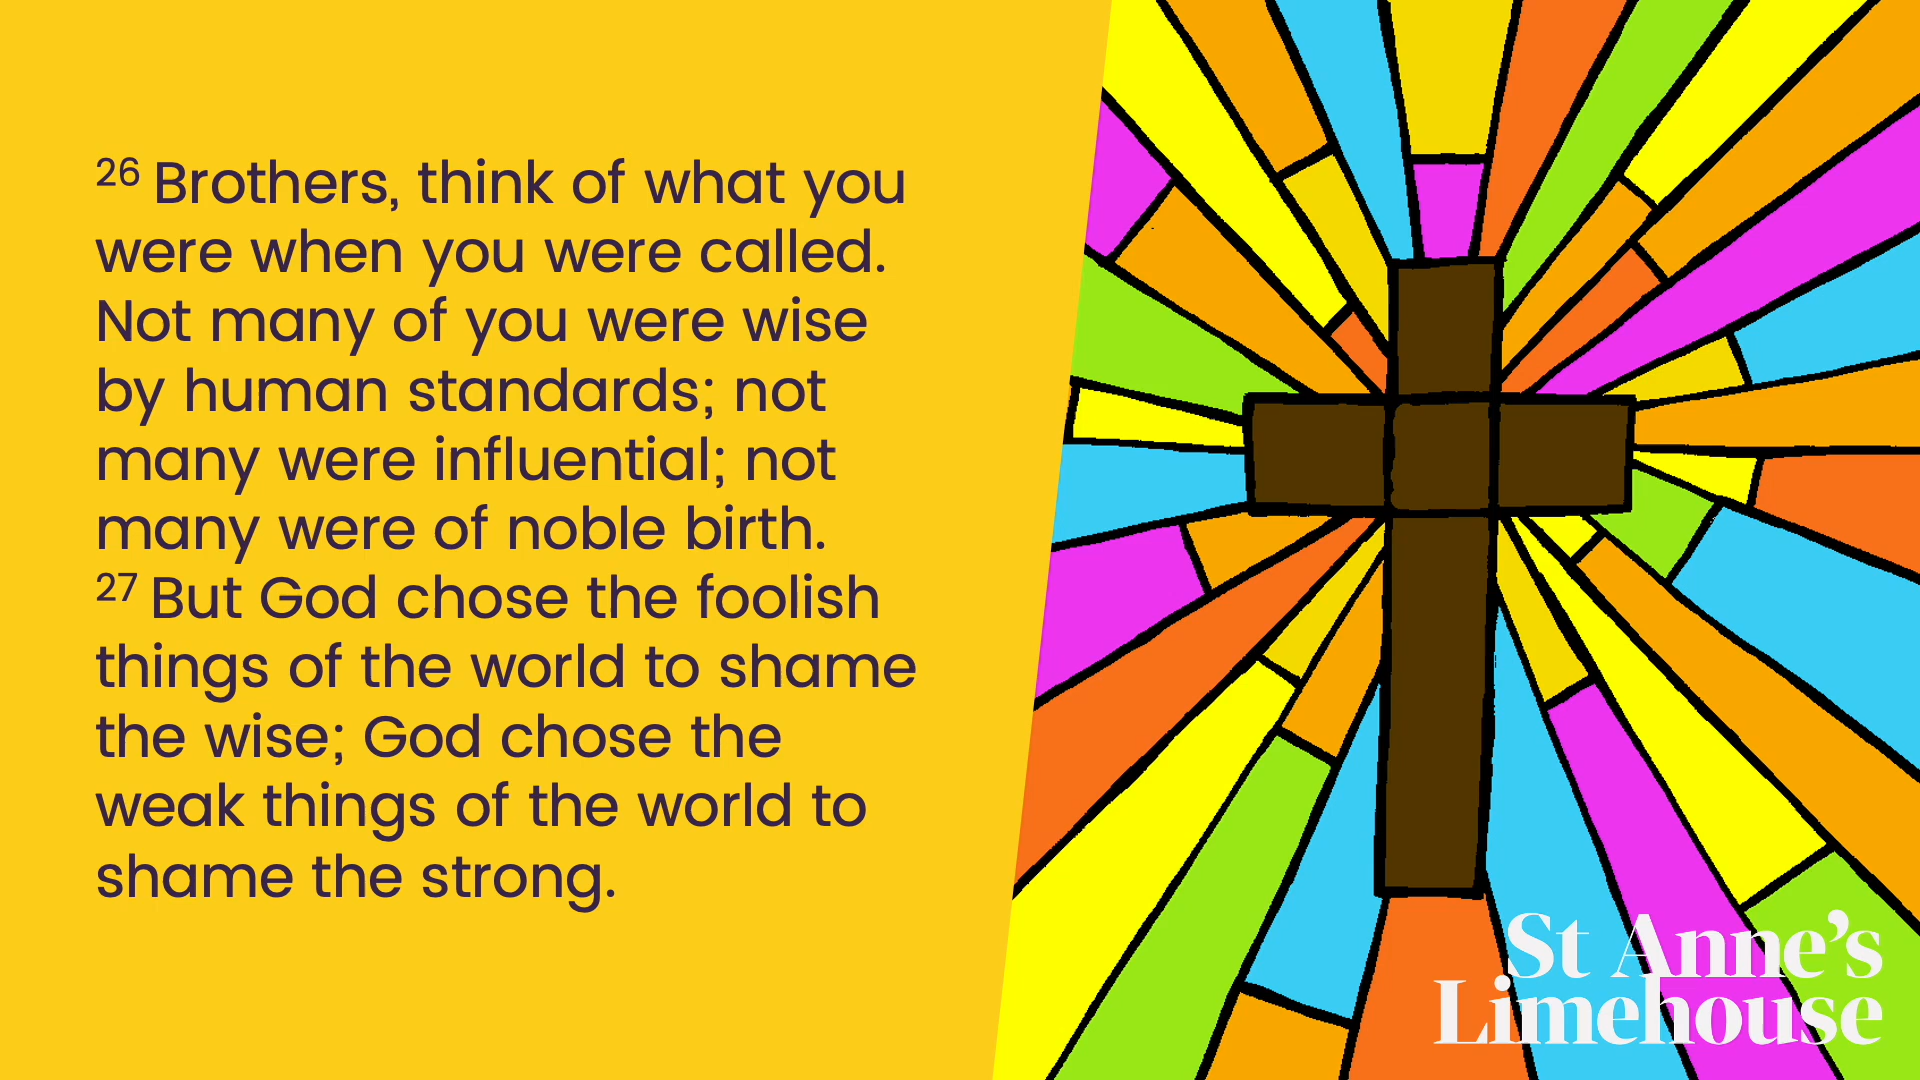 26 Brothers, think of what you
were when you were called.
Not many of you were wise
by human standards; not
many were influential; not
many were of noble birth.
27 But God chose the foolish
things of the world to shame
the wise; God chose the
weak things of the world to
shame the strong.
St Anne’s
Limehouse